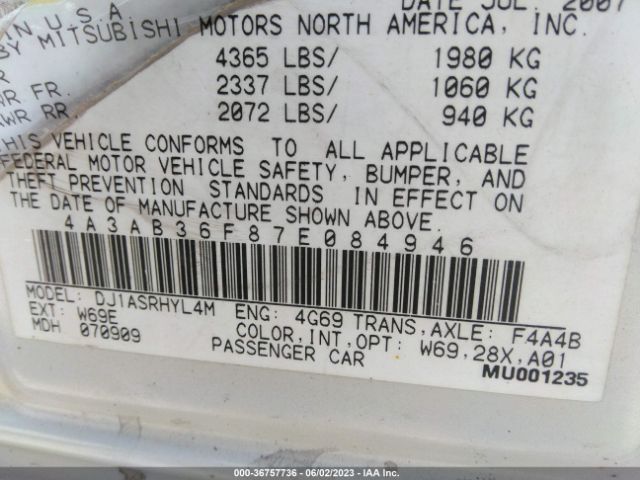 IN U S A DATE JUL. 2007
BY MITSUBISHI MOTORS NORTH AMERICA, INC.
R 4365 LBS/ 1980 KG
WR FR. 2337 LBS/ 1060 KG
AWR RR. 2072 LBS/ 940 KG
THIS VEHICLE CONFORMS TO ALL APPLICABLE
FEDERAL MOTOR VEHICLE SAFETY, BUMPER, AND
THEFT PREVENTION STANDARDS IN EFFECT ON
THE DATE OF MANUFACTURE SHOWN ABOVE.
4A3AB36F87E084946
MODEL: DJ1ASRHYL4M ENG: 4G69 TRANS,AXLE: F4A4B
EXT: W69E COLOR,INT,OPT: W69,28X,A01
MDH 070909 PASSENGER CAR
MU001235
000-36757736 - 06/02/2023 - IAA Inc.